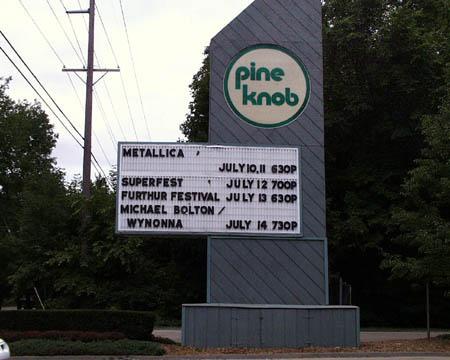 pine
knob
METALLICA
JULY 10,11 630P
SUPERFEST JULY 12 700P
FURTHUR FESTIVAL JULY 13 630P
MICHAEL BOLTON/
WYNONNA JULY 14 730P